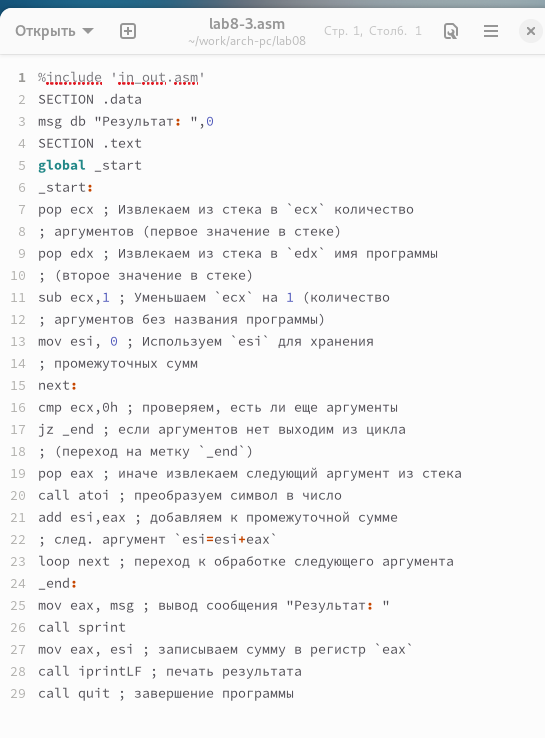 Открыть
lab8-3.asm
~/work/arch-pc/lab08
Стр. 1, Столб. 1
1 %include 'in_out.asm'
2 SECTION .data
3 msg db "Результат: ",0
4 SECTION .text
5 global _start
6 _start:
7 pop ecx ; Извлекаем из стека в `ecx` количество
8 ; аргументов (первое значение в стеке)
9 pop edx ; Извлекаем из стека в `edx` имя программы
10 ; (второе значение в стеке)
11 sub ecx,1 ; Уменьшаем `ecx` на 1 (количество
12 ; аргументов без названия программы)
13 mov esi, 0 ; Используем `esi` для хранения
14 ; промежуточных сумм
15 next:
16 cmp ecx,0h ; проверяем, есть ли еще аргументы
17 jz _end ; если аргументов нет выходим из цикла
18 ; (переход на метку `_end`)
19 pop eax ; иначе извлекаем следующий аргумент из стека
20 call atoi ; преобразуем символ в число
21 add esi,eax ; добавляем к промежуточной сумме
22 ; след. аргумент `esi=esi+eax`
23 loop next ; переход к обработке следующего аргумента
24 _end:
25 mov eax, msg ; вывод сообщения "Результат: "
26 call sprint
27 mov eax, esi ; записываем сумму в регистр `eax`
28 call iprintLF ; печать результата
29 call quit ; завершение программы